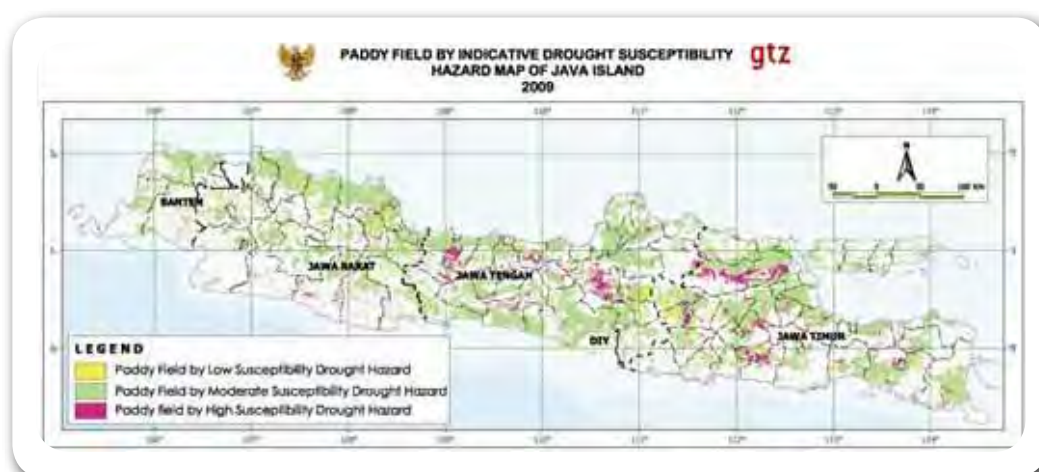 PADDY FIELD BY INDICATIVE DROUGHT SUSCEPTIBILITY
HAZARD MAP OF JAVA ISLAND
2009
gtz
BANTEN
JAWA BARAT
JAWA TENGAH
DIY
JAWA TIMUR
N
100 Km
LEGEND
Paddy Field by Low Susceptibility Drought Hazard
Paddy Field by Moderate Susceptibility Drought Hazard
Paddy field by High Susceptibility Drought Hazard